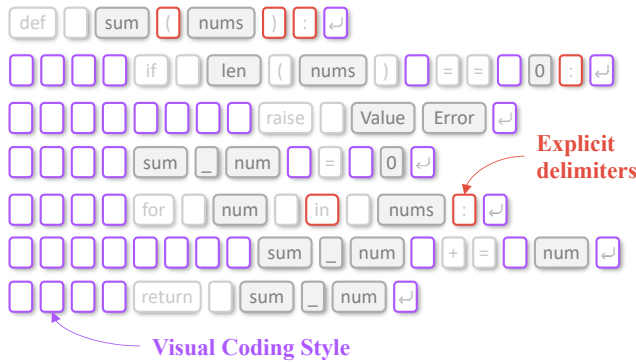 def sum ( nums ) : ↵
if len ( nums ) = = 0 : ↵
raise Value Error ↵
sum _ num = 0 ↵
Explicit
delimiters
for num in nums : ↵
sum _ num + = num ↵
return sum _ num ↵
Visual Coding Style